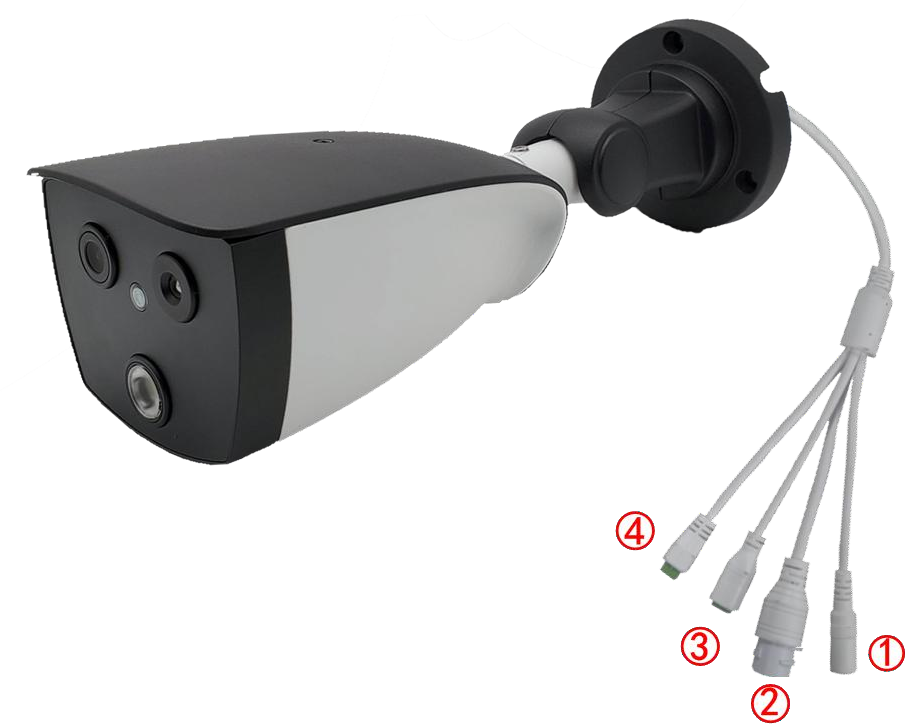 ④
③
①
②